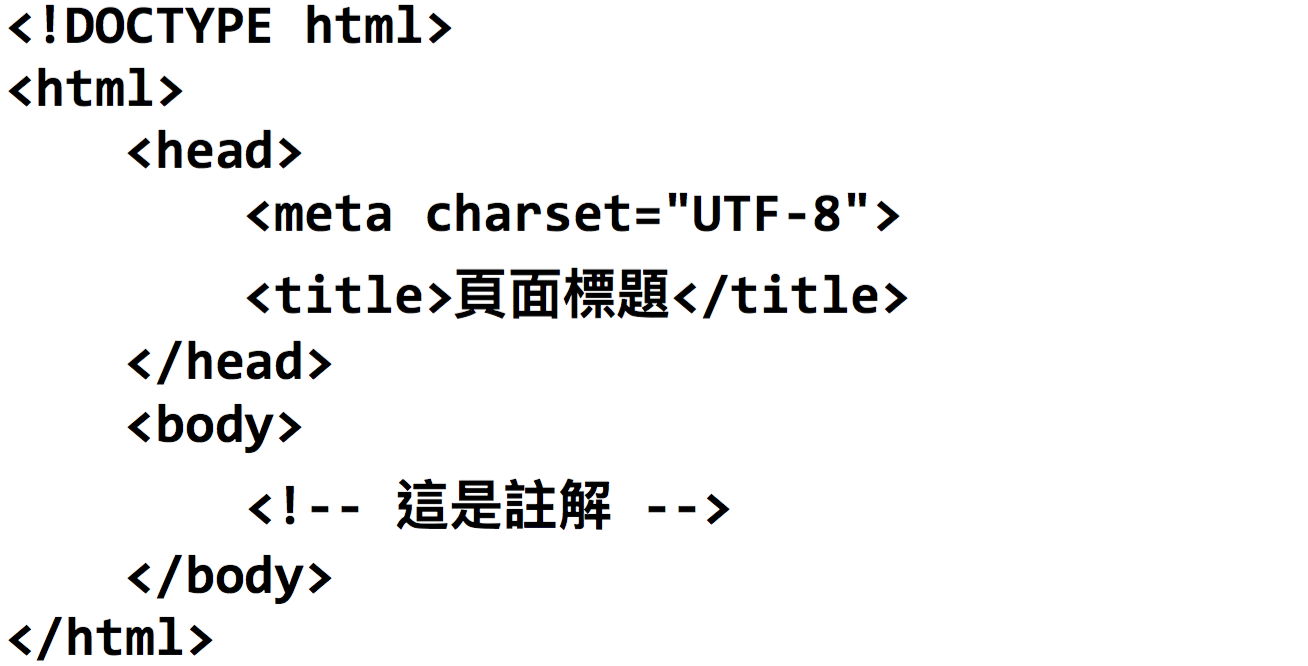 <!DOCTYPE html>
<html>
    <head>
        <meta charset="UTF-8">
        <title>頁面標題</title>
    </head>
    <body>
        <!-- 這是註解 -->
    </body>
</html>